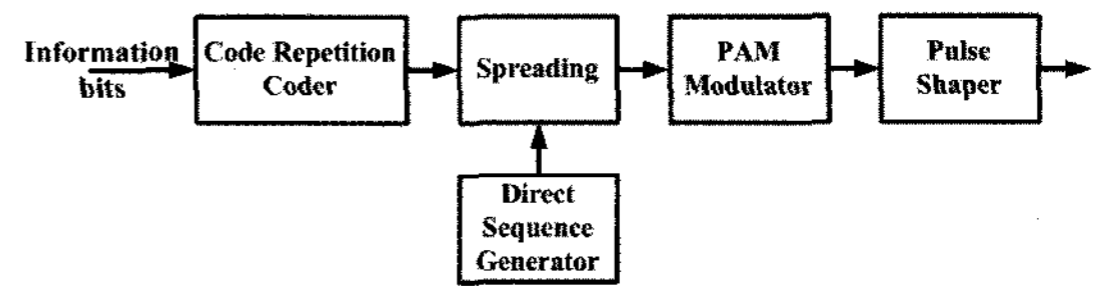 Information
bits
Code Repetition
Coder
Spreading
PAM
Modulator
Pulse
Shaper
Direct
Sequence
Generator